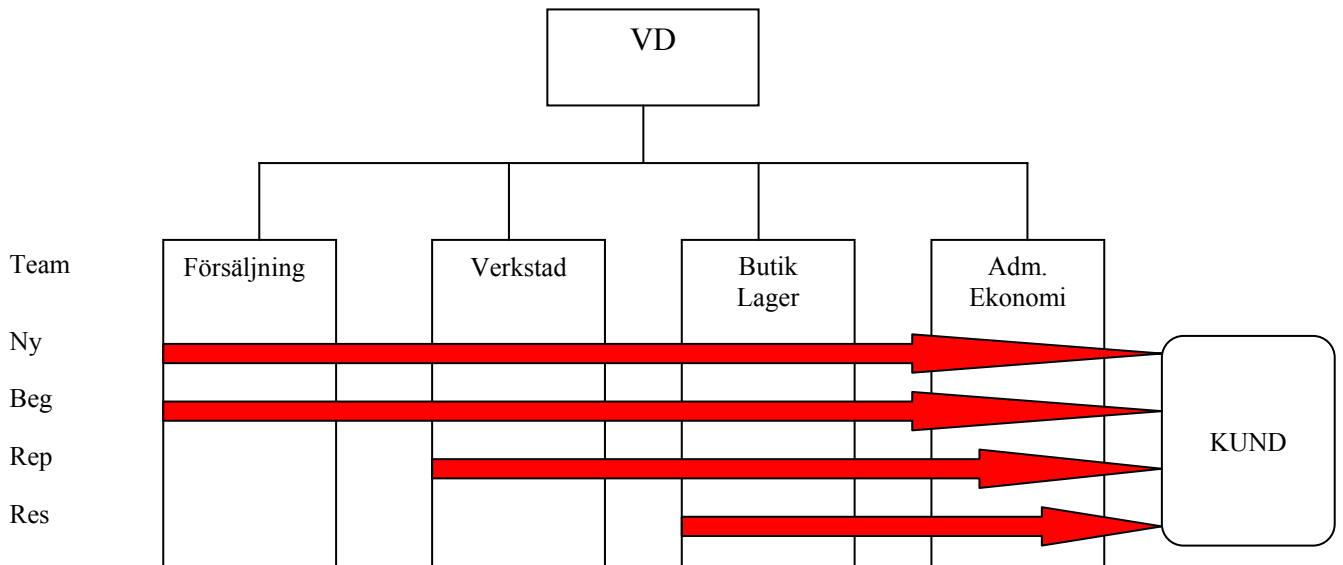 VD
Team
Försäljning
Verkstad
Butik
Lager
Adm.
Ekonomi
Ny
Beg
Rep
Res
KUND